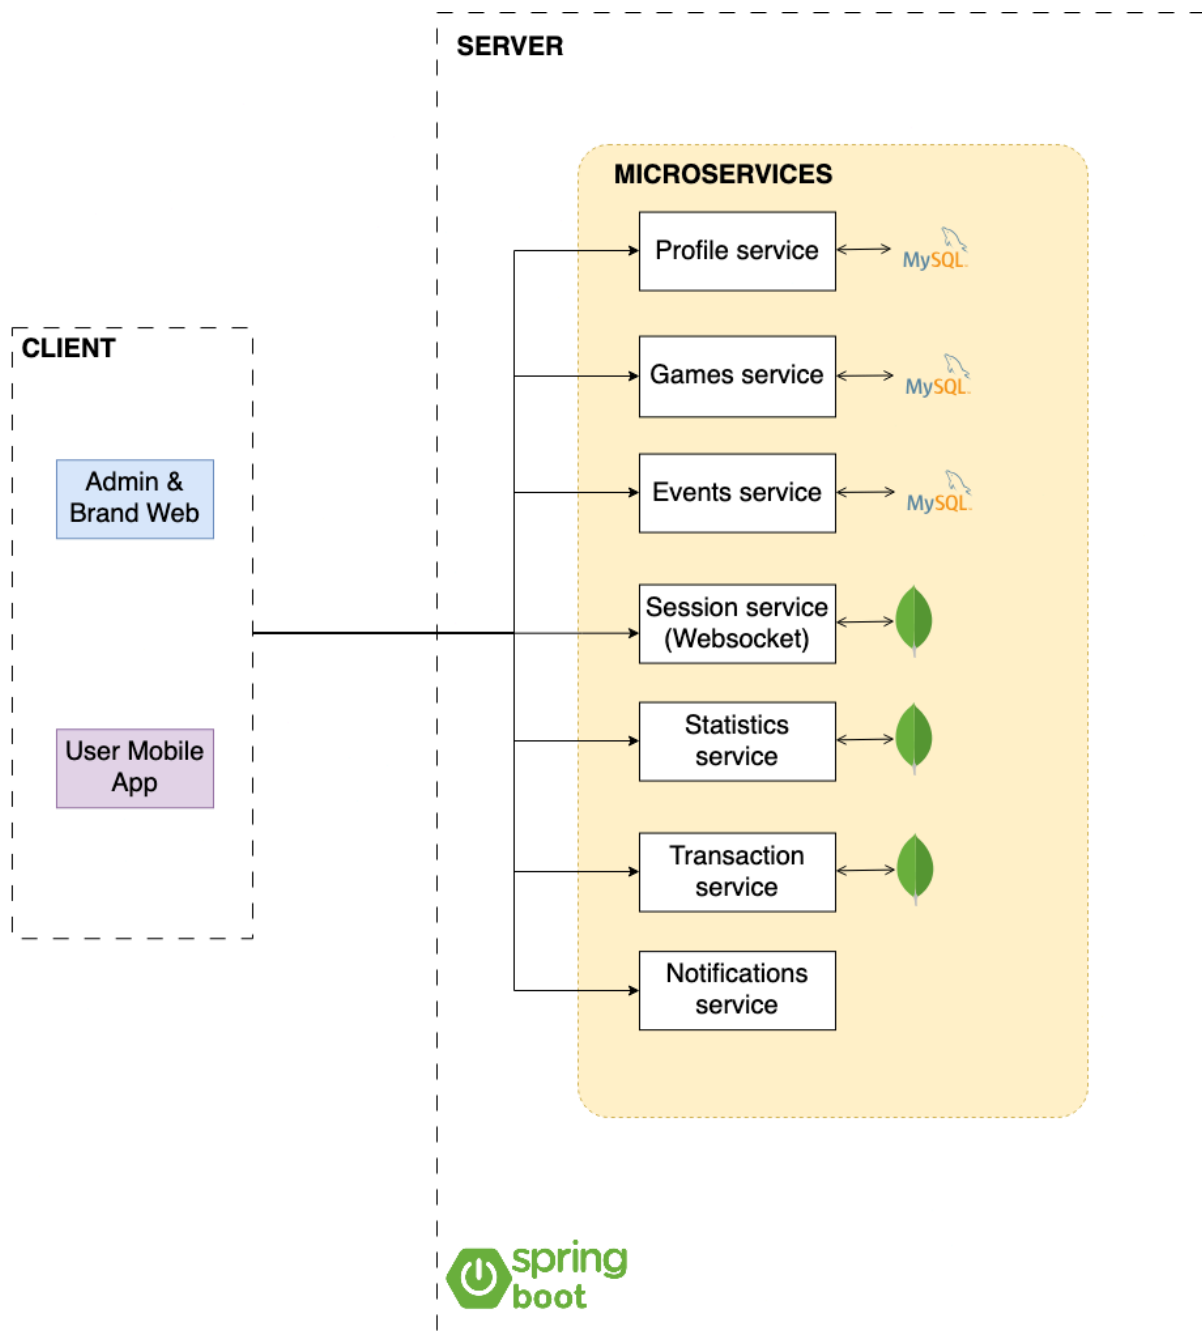 SERVER
MICROSERVICES
Profile service
MySQL
Games service
MySQL
Events service
MySQL
Session service
(Websocket)
Statistics
service
Transaction
service
Notifications
service
CLIENT
Admin &
Brand Web
User Mobile
App
spring
boot